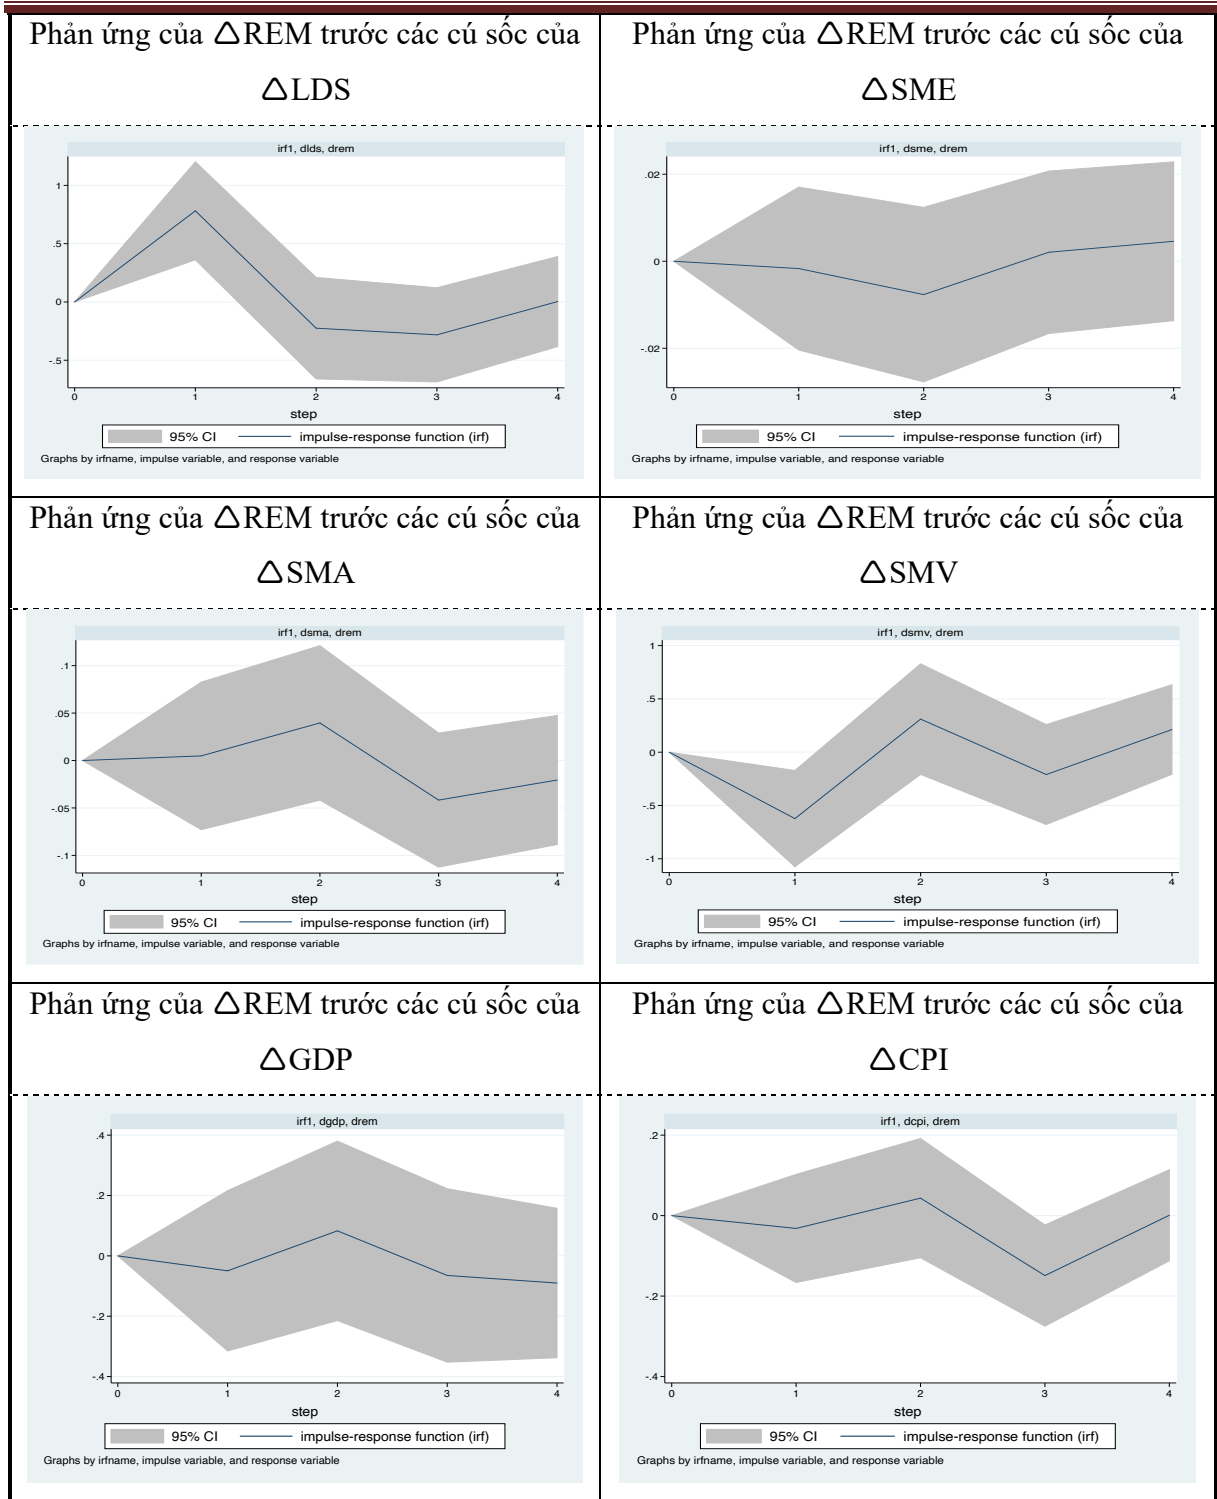 Phản ứng của △REM trước các cú sốc của
△LDS
irf1, dlds, drem
1
.5
0
-.5
0 1 2 3 4
step
95% CI impulse-response function (irf)
Graphs by irfname, impulse variable, and response variable
Phản ứng của △REM trước các cú sốc của
△SME
irf1, dsme, drem
.02
0
-.02
0 1 2 3 4
step
95% CI impulse-response function (irf)
Graphs by irfname, impulse variable, and response variable
Phản ứng của △REM trước các cú sốc của
△SMA
irf1, dsma, drem
.1
.05
0
-.05
-.1
0 1 2 3 4
step
95% CI impulse-response function (irf)
Graphs by irfname, impulse variable, and response variable
Phản ứng của △REM trước các cú sốc của
△SMV
irf1, dsmv, drem
1
.5
0
-.5
-1
0 1 2 3 4
step
95% CI impulse-response function (irf)
Graphs by irfname, impulse variable, and response variable
Phản ứng của △REM trước các cú sốc của
△GDP
irf1, dgdp, drem
.4
.2
0
-.2
-.4
0 1 2 3 4
step
95% CI impulse-response function (irf)
Graphs by irfname, impulse variable, and response variable
Phản ứng của △REM trước các cú sốc của
△CPI
irf1, dcpi, drem
.2
0
-.2
-.4
0 1 2 3 4
step
95% CI impulse-response function (irf)
Graphs by irfname, impulse variable, and response variable